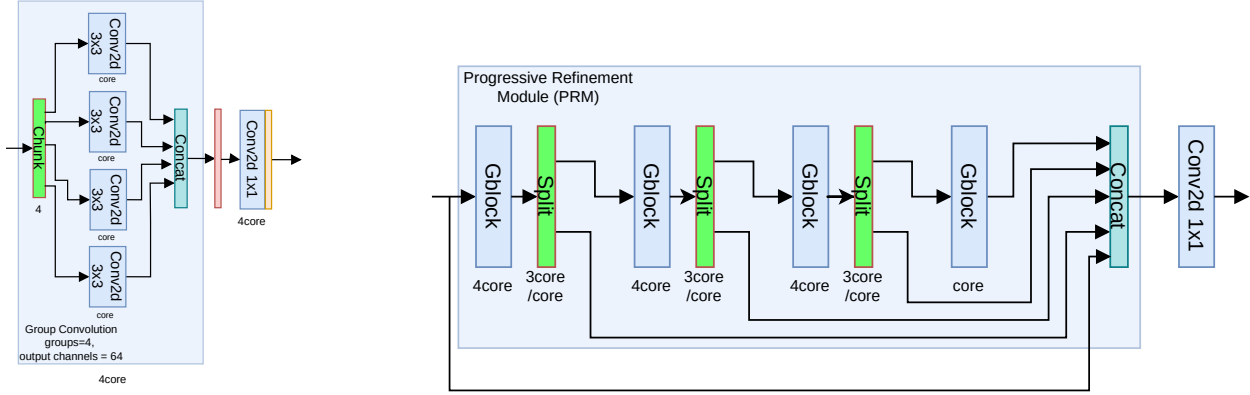 Chunk
4
Conv2d
3x3
core
Conv2d
3x3
core
Conv2d
3x3
core
Conv2d
3x3
core
Concat
Conv2d 1x1
4core
Group Convolution
groups=4,
output channels = 64
4core
Progressive Refinement
Module (PRM)
Gblock
4core
Split
3core
/core
Gblock
4core
Split
3core
/core
Gblock
4core
Split
3core
/core
Gblock
core
Concat
Conv2d 1x1